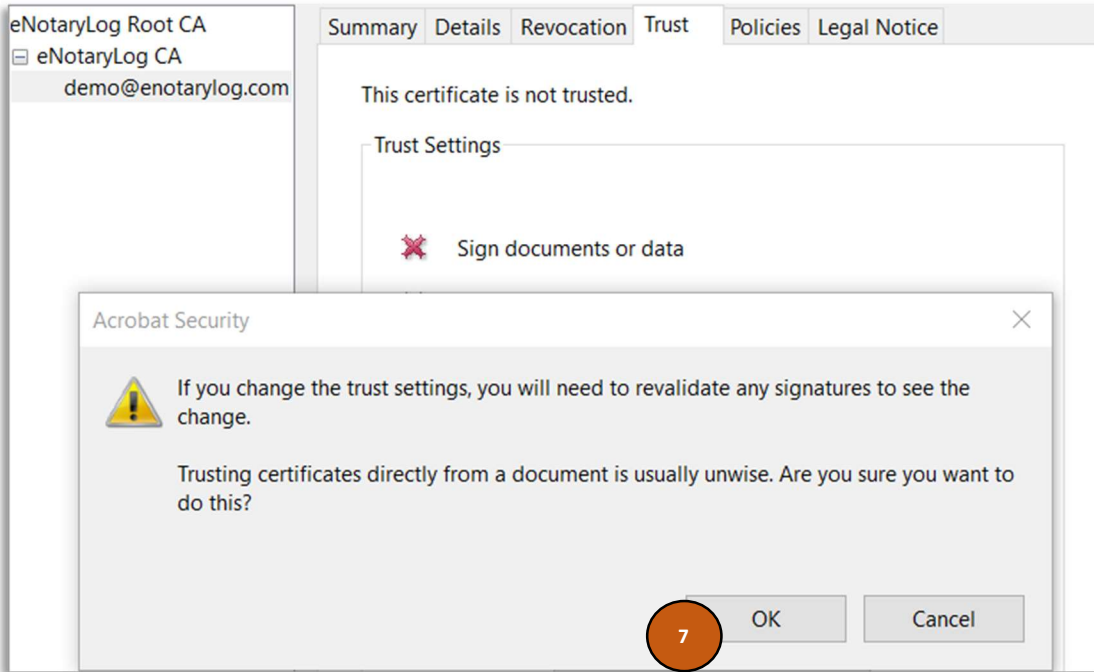 eNotaryLog Root CA
eNotaryLog CA
demo@enotarylog.com
Summary Details Revocation Trust Policies Legal Notice
This certificate is not trusted.
Trust Settings
Sign documents or data
Acrobat Security
If you change the trust settings, you will need to revalidate any signatures to see the
change.
Trusting certificates directly from a document is usually unwise. Are you sure you want to
do this?
7 OK Cancel